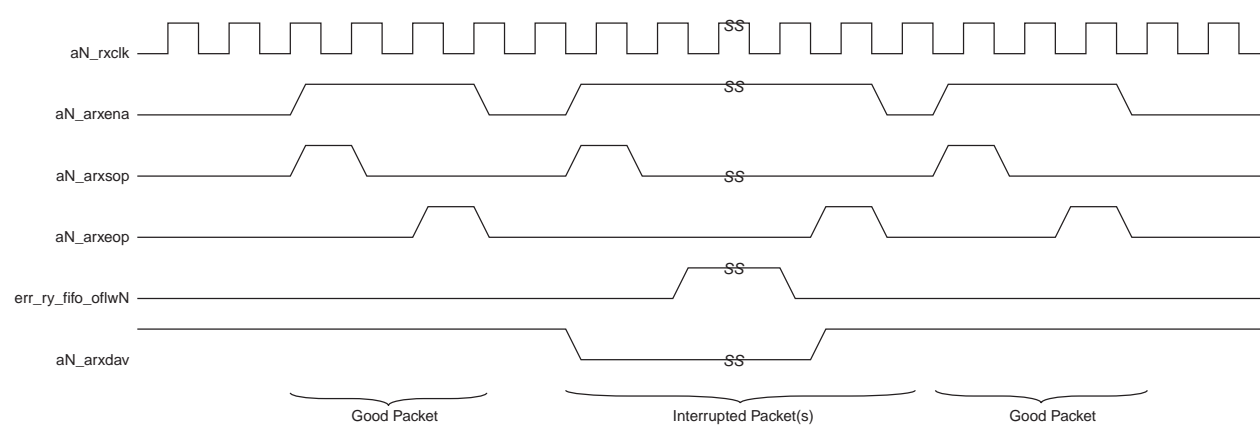 SS
aN_rxclk
SS
aN_arxena
SS
aN_arxsop
aN_arxeop
SS
err_ry_fifo_oflwN
SS
aN_arxdav
Good Packet Interrupted Packet(s) Good Packet